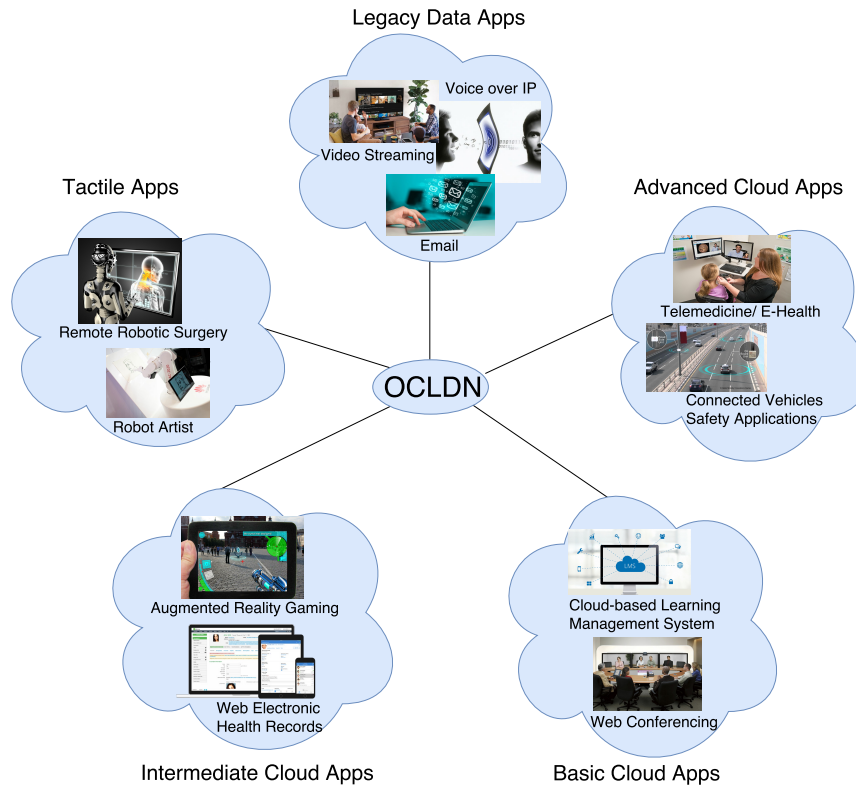 Legacy Data Apps
Voice over IP
Video Streaming
Email
Tactile Apps
Remote Robotic Surgery
Robot Artist
Advanced Cloud Apps
Telemedicine/ E-Health
Connected Vehicles
Safety Applications
OCLDN
Augmented Reality Gaming
Web Electronic
Health Records
Intermediate Cloud Apps
LMS
Cloud-based Learning
Management System
Web Conferencing
Basic Cloud Apps